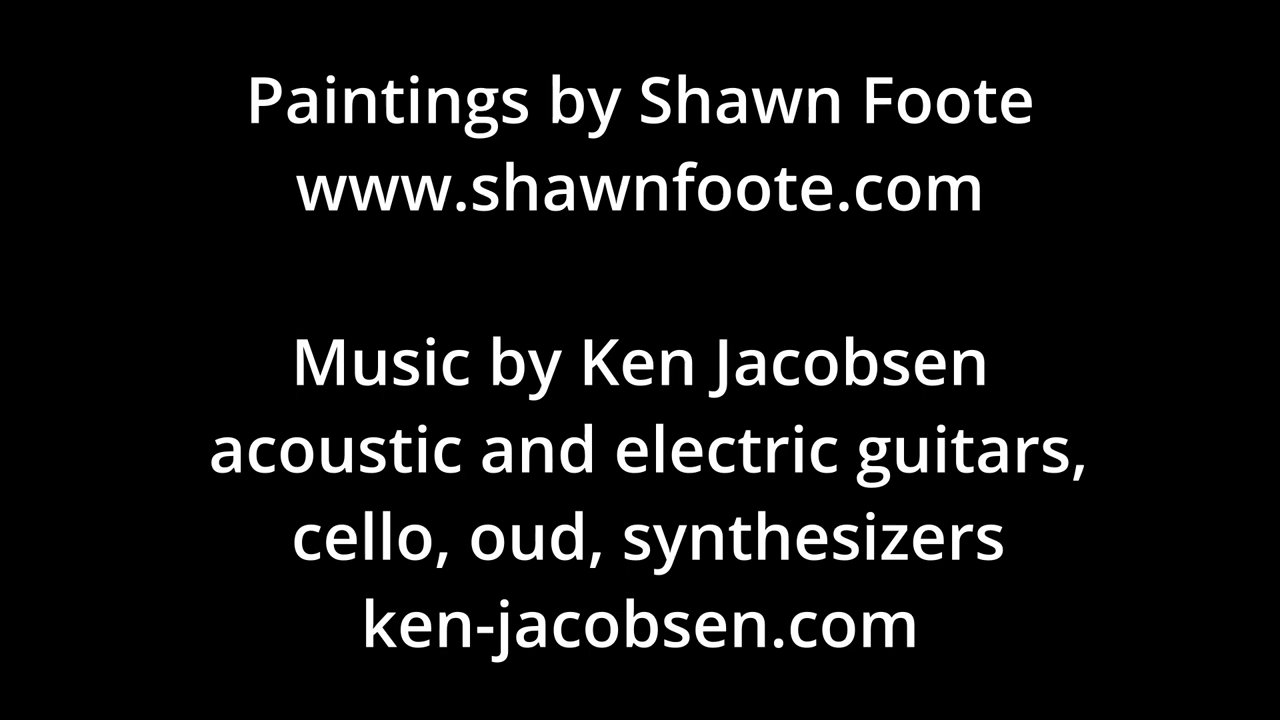 Paintings by Shawn Foote
www.shawnfoote.com
Music by Ken Jacobsen
acoustic and electric guitars,
cello, oud, synthesizers
ken-jacobsen.com